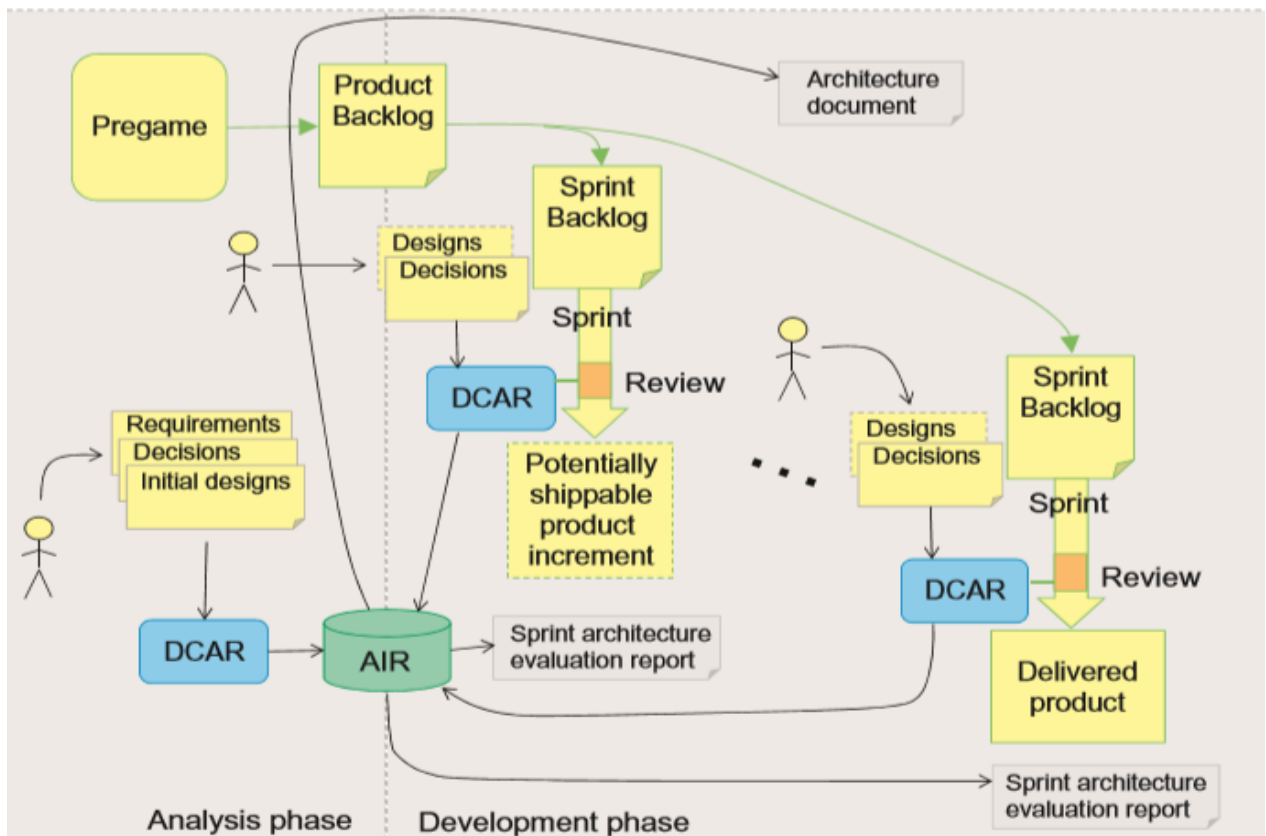 Pregame
Product
Backlog
Architecture
document
Sprint
Backlog
Designs
Decisions
Sprint
DCAR
Review
Sprint
Backlog
Designs
Decisions
Requirements
Decisions
Initial designs
Potentially
shippable
product
increment
Sprint
DCAR
Review
DCAR
AIR
Sprint architecture
evaluation report
Delivered
product
Sprint architecture
evaluation report
Analysis phase
Development phase